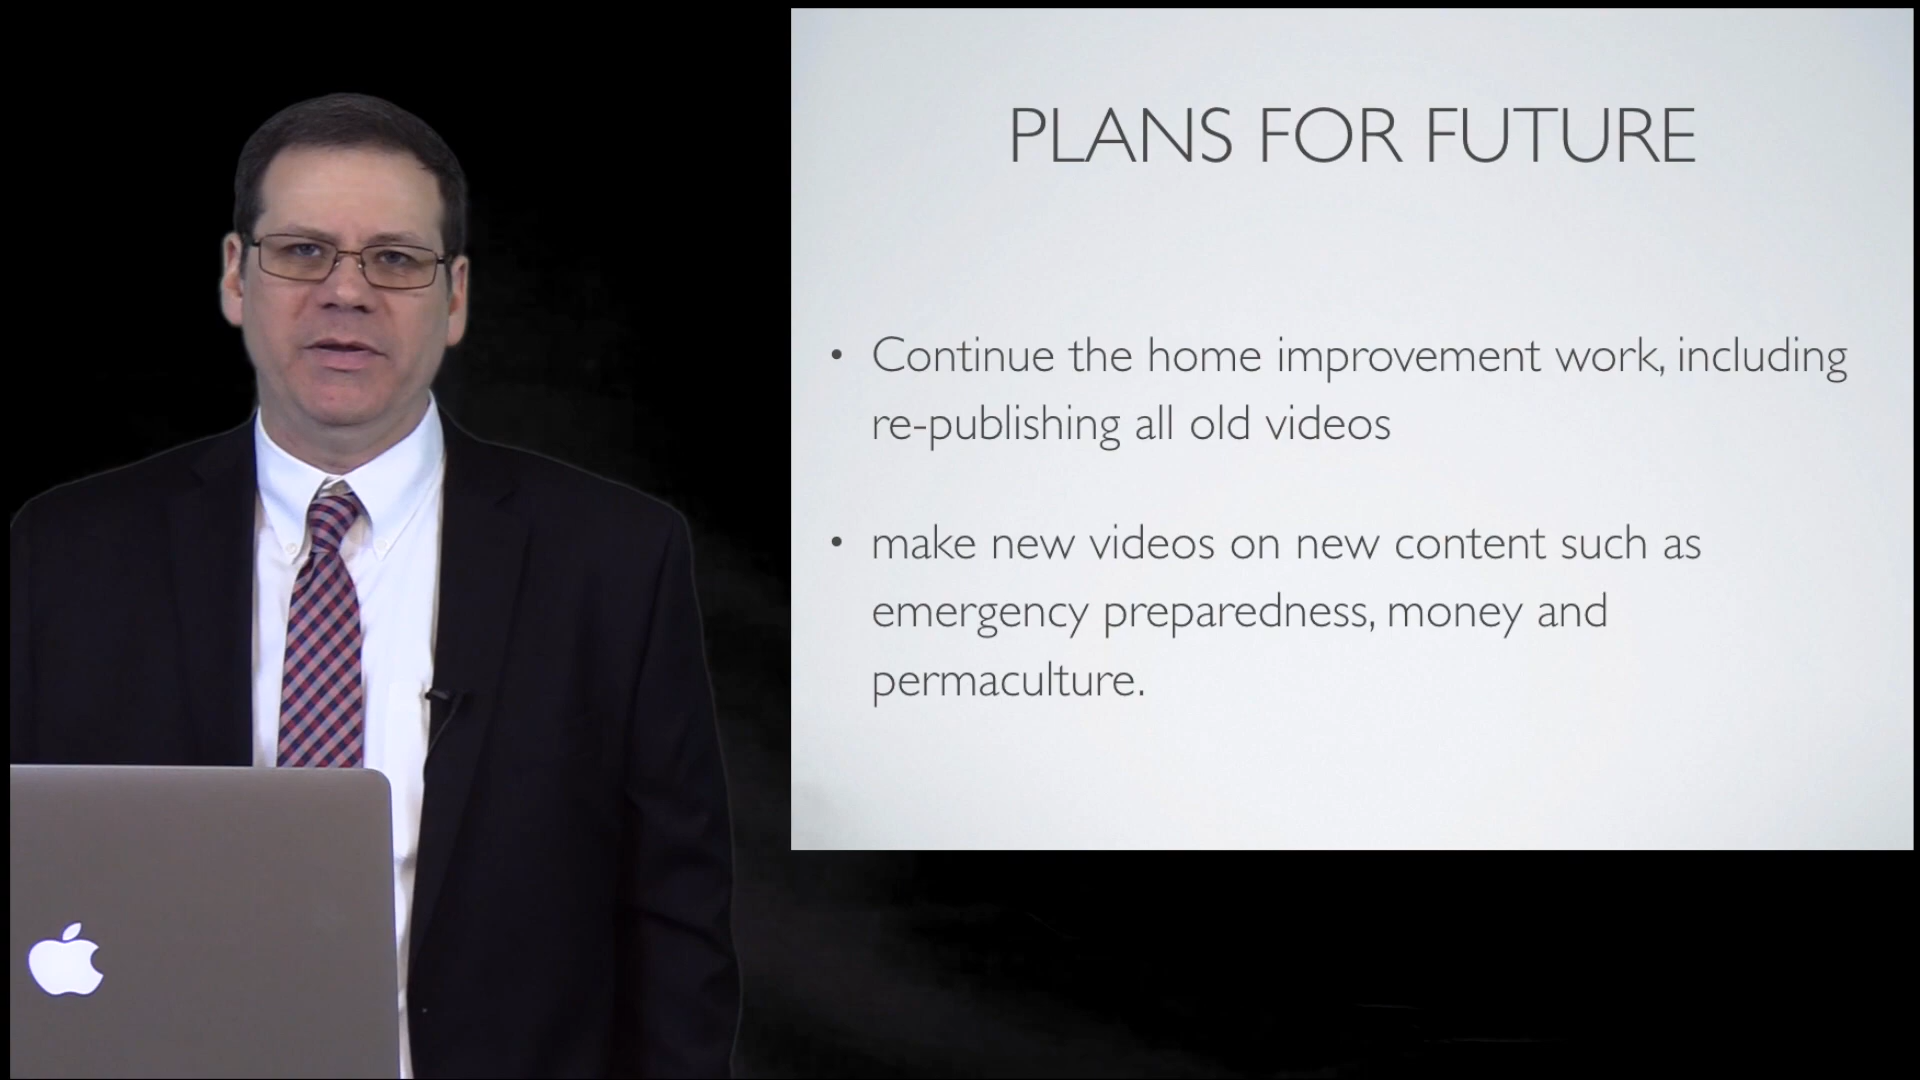 PLANS FOR FUTURE
• Continue the home improvement work, including
re-publishing all old videos
• make new videos on new content such as
emergency preparedness, money and
permaculture.